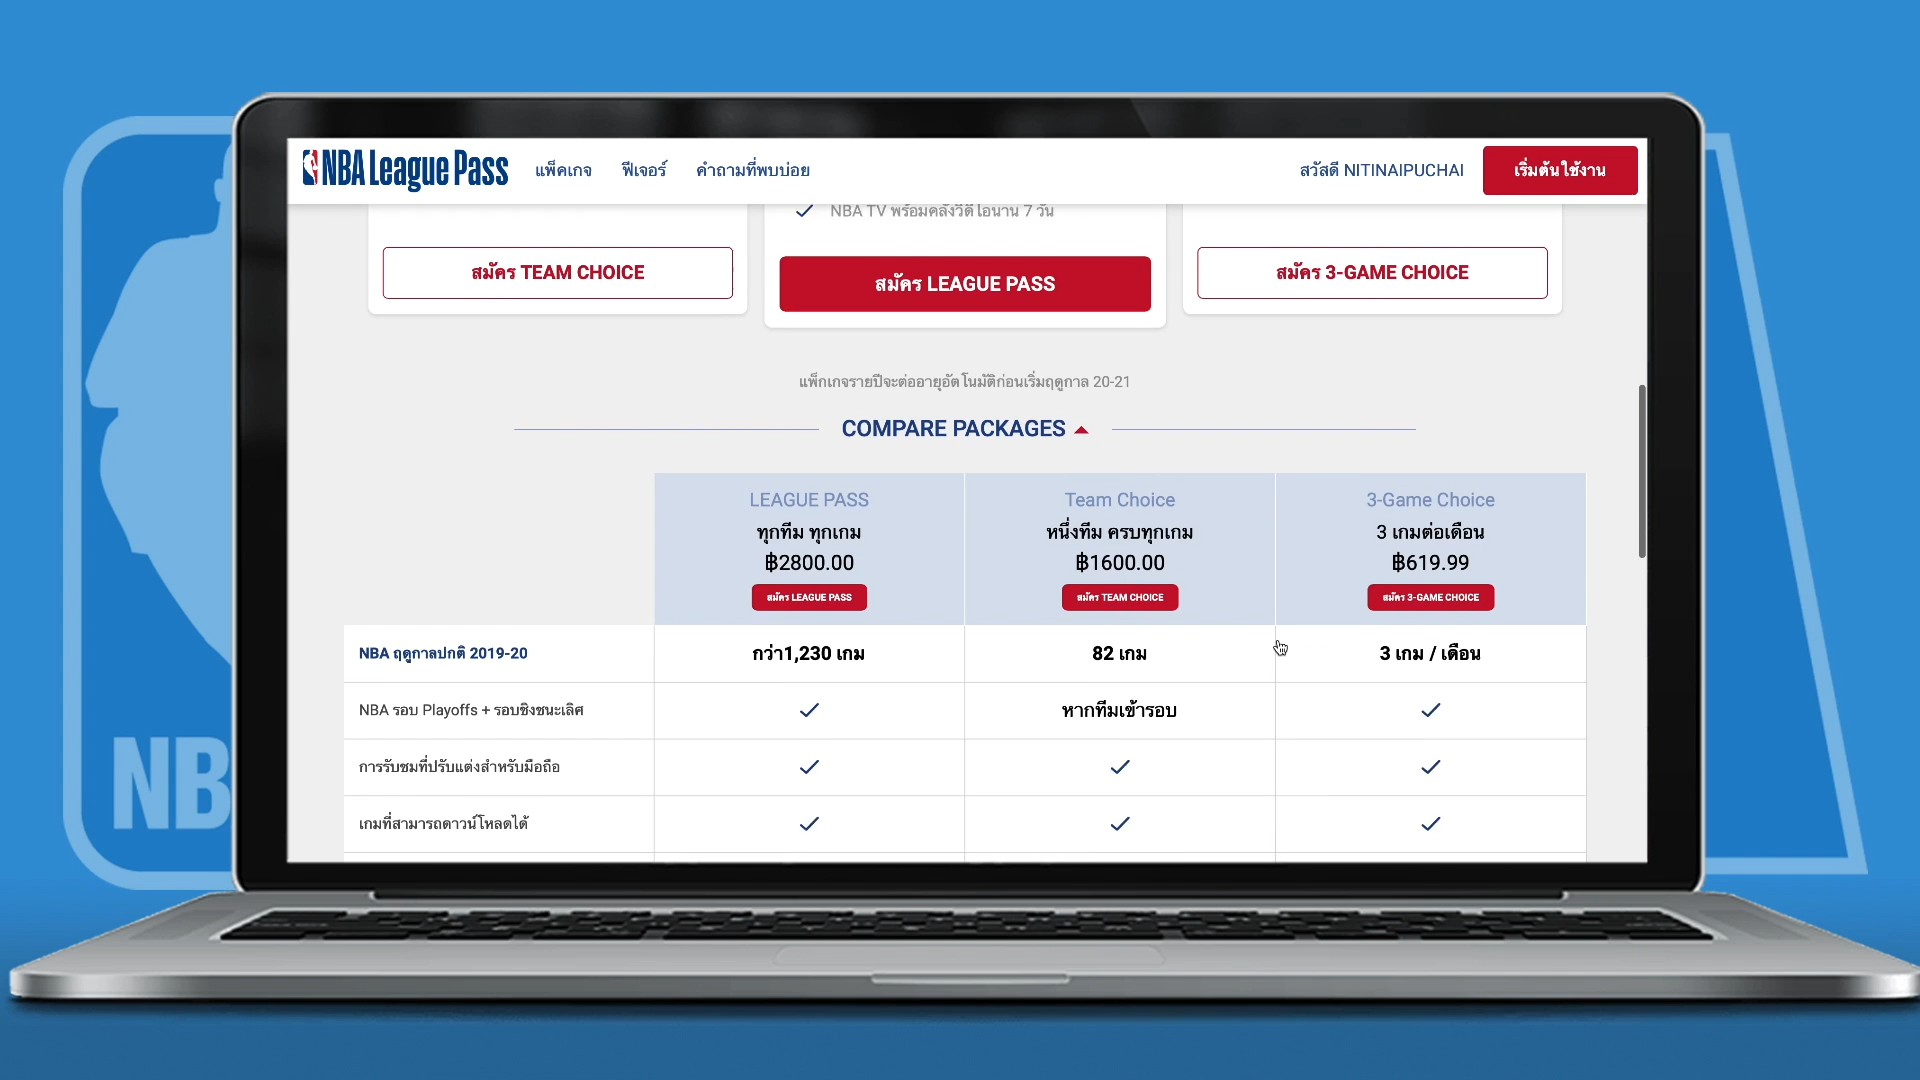 NBA League Pass แพ็คเกจ ฟีเจอร์ คำถามที่พบบ่อย สวัสดี NITINAIPUCHAI เริ่มต้นใช้งาน
NBA TV พร้อมคลังวิดีโอนาน 7 วัน
สมัคร TEAM CHOICE
สมัคร LEAGUE PASS
สมัคร 3-GAME CHOICE
แพ็กเกจรายปีจะต่ออายุอัตโนมัติก่อนเริ่มฤดูกาล 20-21
COMPARE PACKAGES
LEAGUE PASS Team Choice 3-Game Choice
ทุกทีม ทุกเกม หนึ่งทีม ครบทุกเกม 3 เกมต่อเดือน
฿2800.00 ฿1600.00 ฿619.99
สมัคร LEAGUE PASS สมัคร TEAM CHOICE สมัคร 3-GAME CHOICE
NBA ฤดูกาลปกติ 2019-20 กว่า1,230 เกม 82 เกม 3 เกม / เดือน
NBA รอบ Playoffs + รอบชิงชนะเลิศ หากทีมเข้ารอบ
การรับชมที่ปรับแต่งสำหรับมือถือ
เกมที่สามารถดาวน์โหลดได้
NB